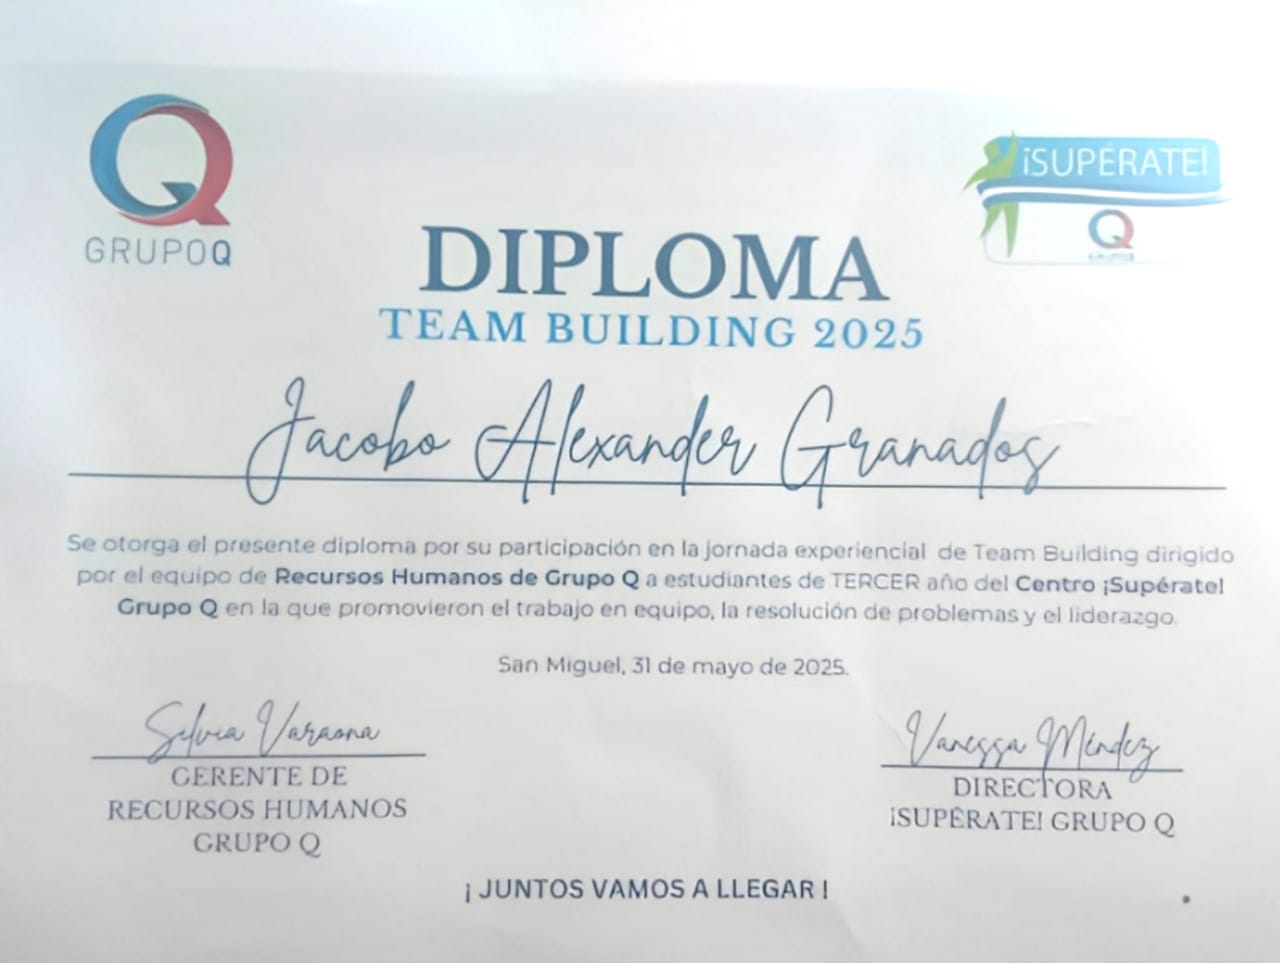 GRUPO Q
¡SUPÉRATE!
DIPLOMA
TEAM BUILDING 2025
Jacobo Alexander Granados
Se otorga el presente diploma por su participación en la jornada experiencial de Team Building dirigido
por el equipo de Recursos Humanos de Grupo Q a estudiantes de TERCER año del Centro ¡Supérate!
Grupo Q en la que promovieron el trabajo en equipo, la resolución de problemas y el liderazgo.
San Miguel, 31 de mayo de 2025.
Silvia Varaona
GERENTE DE
RECURSOS HUMANOS
GRUPO Q
Vanessa Méndez
DIRECTORA
¡SUPÉRATE! GRUPO Q
¡ JUNTOS VAMOS A LLEGAR !